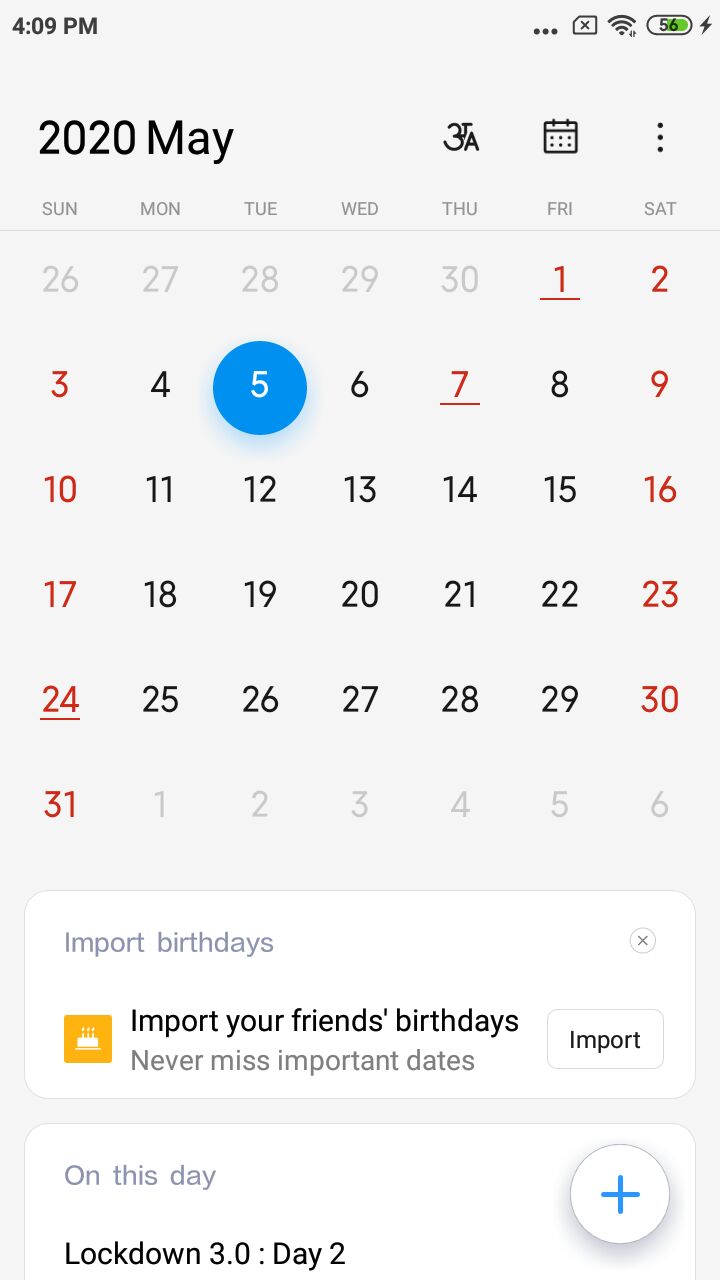 4:09 PM
56
2020 May
अA
SUN MON TUE WED THU FRI SAT
26 27 28 29 30 1 2
3 4 5 6 7 8 9
10 11 12 13 14 15 16
17 18 19 20 21 22 23
24 25 26 27 28 29 30
31 1 2 3 4 5 6
Import birthdays
Import your friends' birthdays
Never miss important dates
Import
On this day
Lockdown 3.0 : Day 2